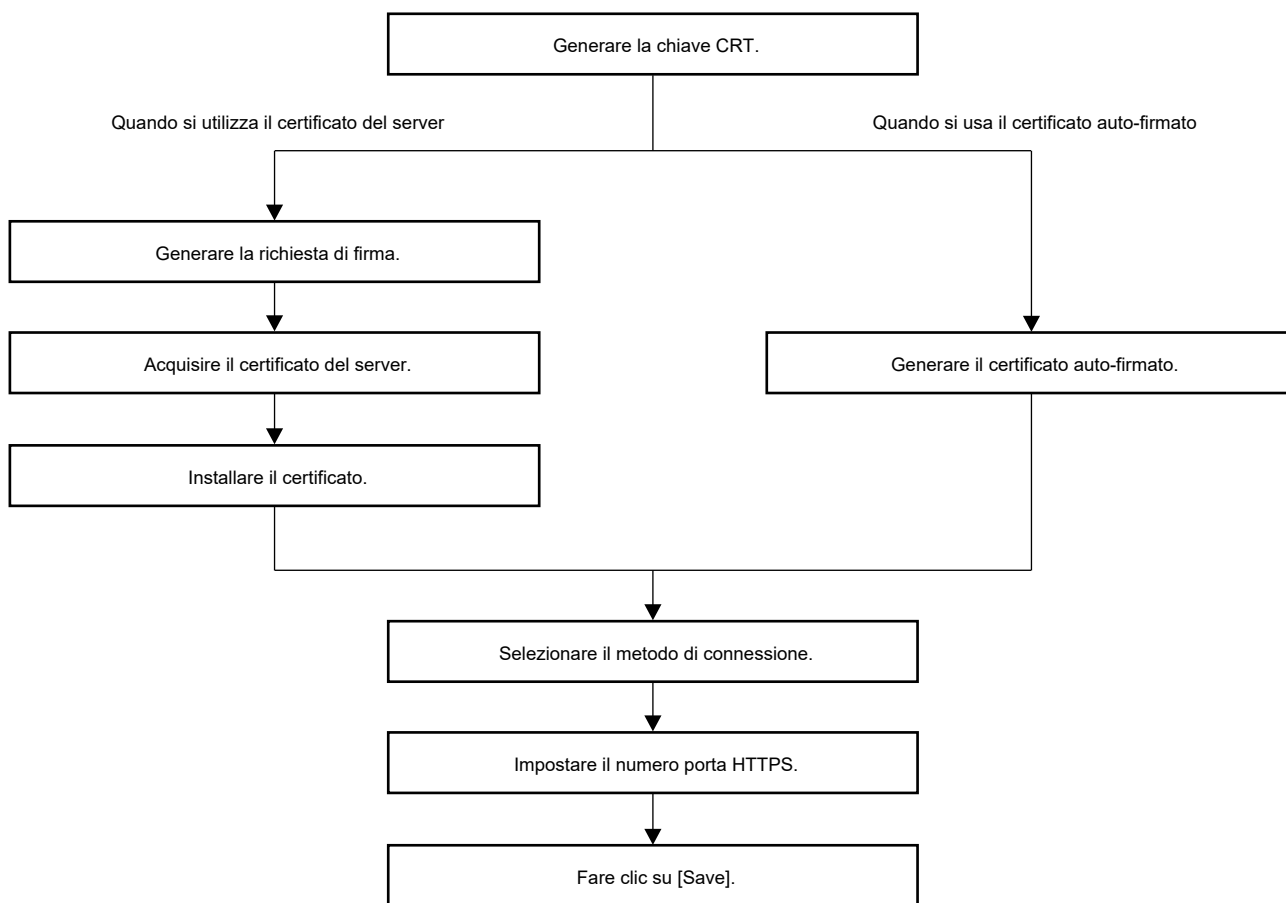 Generare la chiave CRT.
Quando si utilizza il certificato del server
Quando si usa il certificato auto-firmato
Generare la richiesta di firma.
Acquisire il certificato del server.
Generare il certificato auto-firmato.
Installare il certificato.
Selezionare il metodo di connessione.
Impostare il numero porta HTTPS.
Fare clic su [Save].